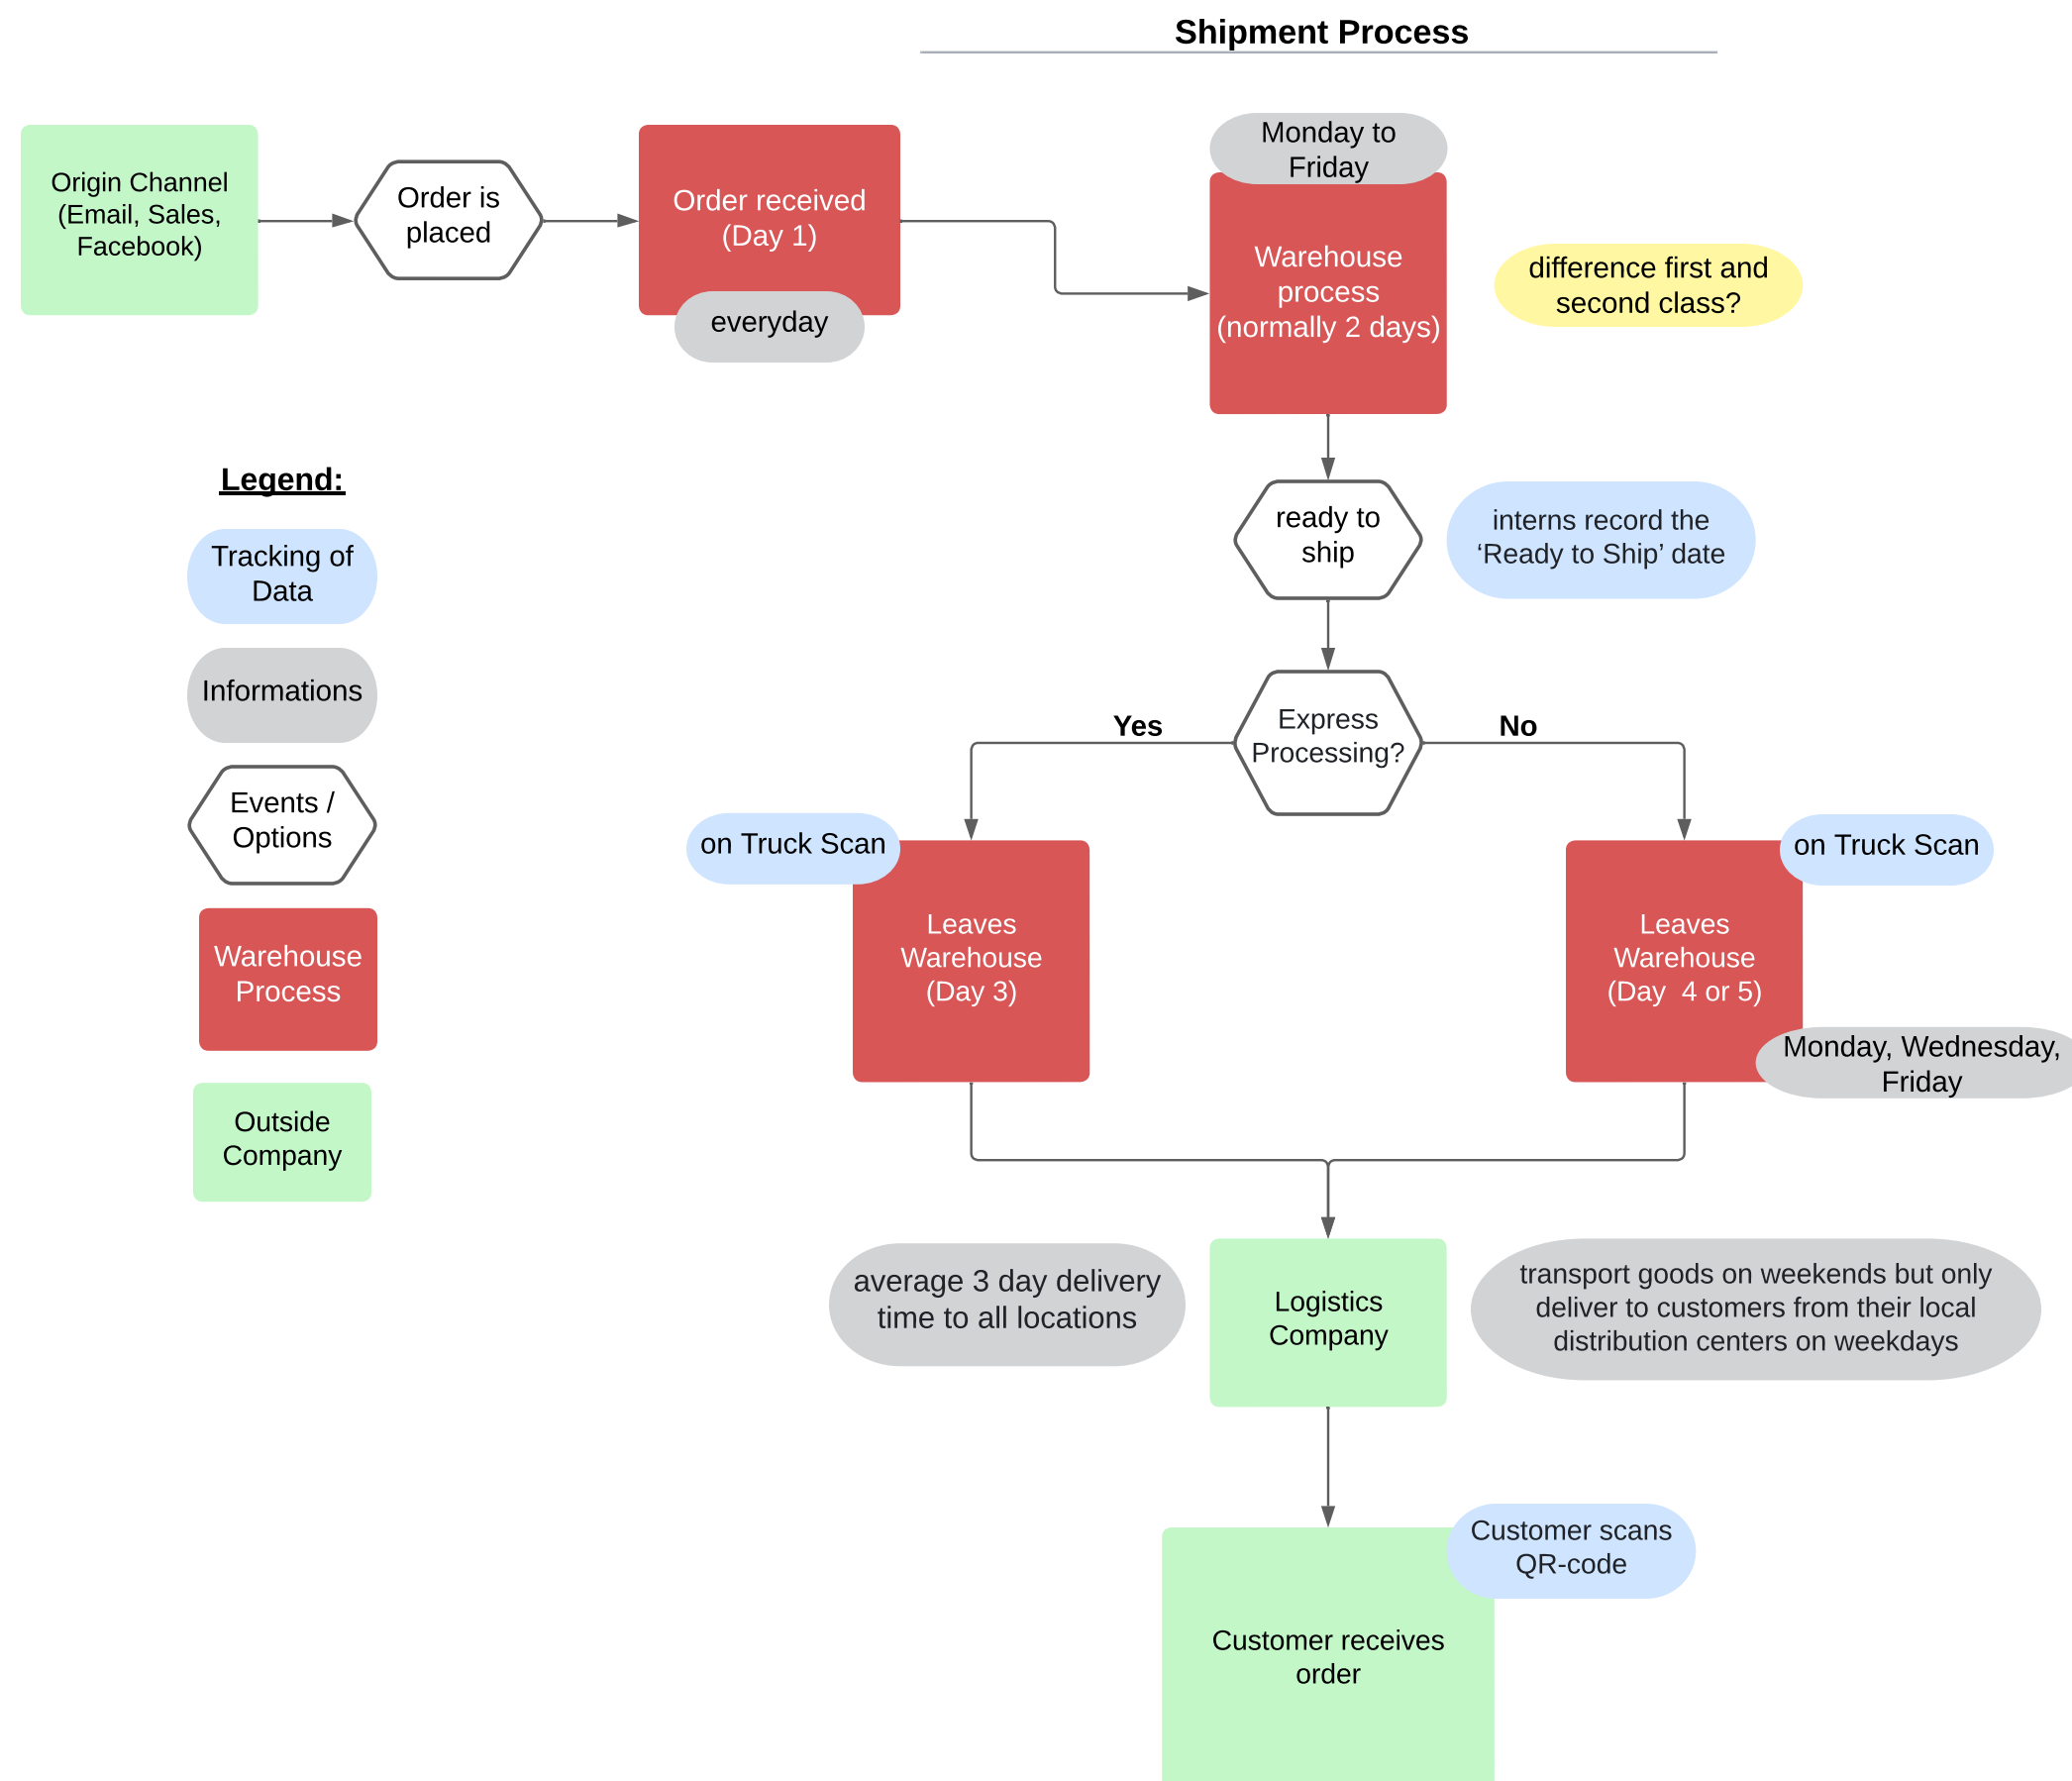 Shipment Process
Origin Channel
(Email, Sales,
Facebook)
Order is
placed
Order received
(Day 1)
everyday
Monday to
Friday
Warehouse
process
(normally 2 days)
difference first and
second class?
ready to
ship
interns record the
‘Ready to Ship’ date
Express
Processing?
Yes
No
on Truck Scan
Leaves
Warehouse
(Day 3)
on Truck Scan
Leaves
Warehouse
(Day  4 or 5)
Monday, Wednesday,
Friday
average 3 day delivery
time to all locations
Logistics
Company
transport goods on weekends but only
deliver to customers from their local
distribution centers on weekdays
Customer scans
QR-code
Customer receives
order
Legend:
Tracking of
Data
Informations
Events /
Options
Warehouse
Process
Outside
Company